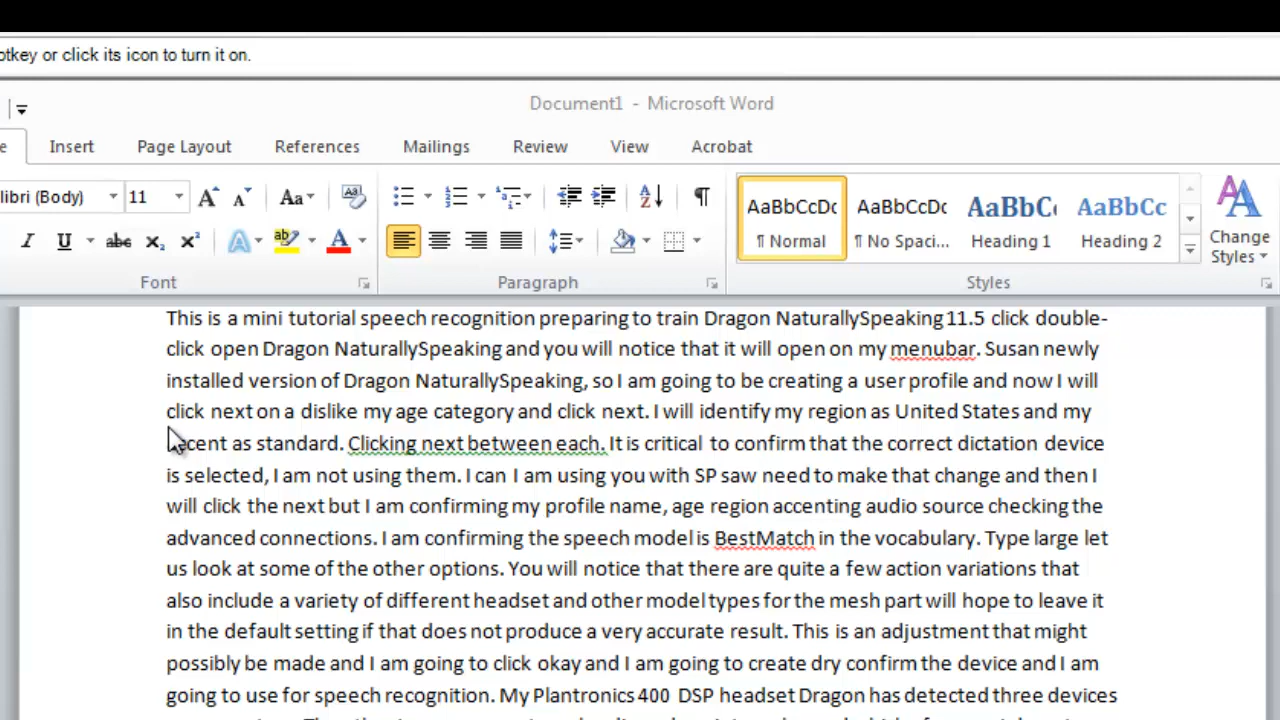 otkey or click its icon to turn it on.
Document1 - Microsoft Word
e Insert Page Layout References Mailings Review View Acrobat
libri (Body) 11 A A Aa
AaBbCcDc AaBbCcDc AaBbCc AaBbCc
I U abc X₂ X² A ab A
¶ Normal ¶ No Spaci... Heading 1 Heading 2 Change Styles
Font Paragraph Styles
This is a mini tutorial speech recognition preparing to train Dragon NaturallySpeaking 11.5 click double-
click open Dragon NaturallySpeaking and you will notice that it will open on my menubar. Susan newly
installed version of Dragon NaturallySpeaking, so I am going to be creating a user profile and now I will
click next on a dislike my age category and click next. I will identify my region as United States and my
recent as standard. Clicking next between each. It is critical to confirm that the correct dictation device
is selected, I am not using them. I can I am using you with SP saw need to make that change and then I
will click the next but I am confirming my profile name, age region accenting audio source checking the
advanced connections. I am confirming the speech model is BestMatch in the vocabulary. Type large let
us look at some of the other options. You will notice that there are quite a few action variations that
also include a variety of different headset and other model types for the mesh part will hope to leave it
in the default setting if that does not produce a very accurate result. This is an adjustment that might
possibly be made and I am going to click okay and I am going to create dry confirm the device and I am
going to use for speech recognition. My Plantronics 400 DSP headset Dragon has detected three devices